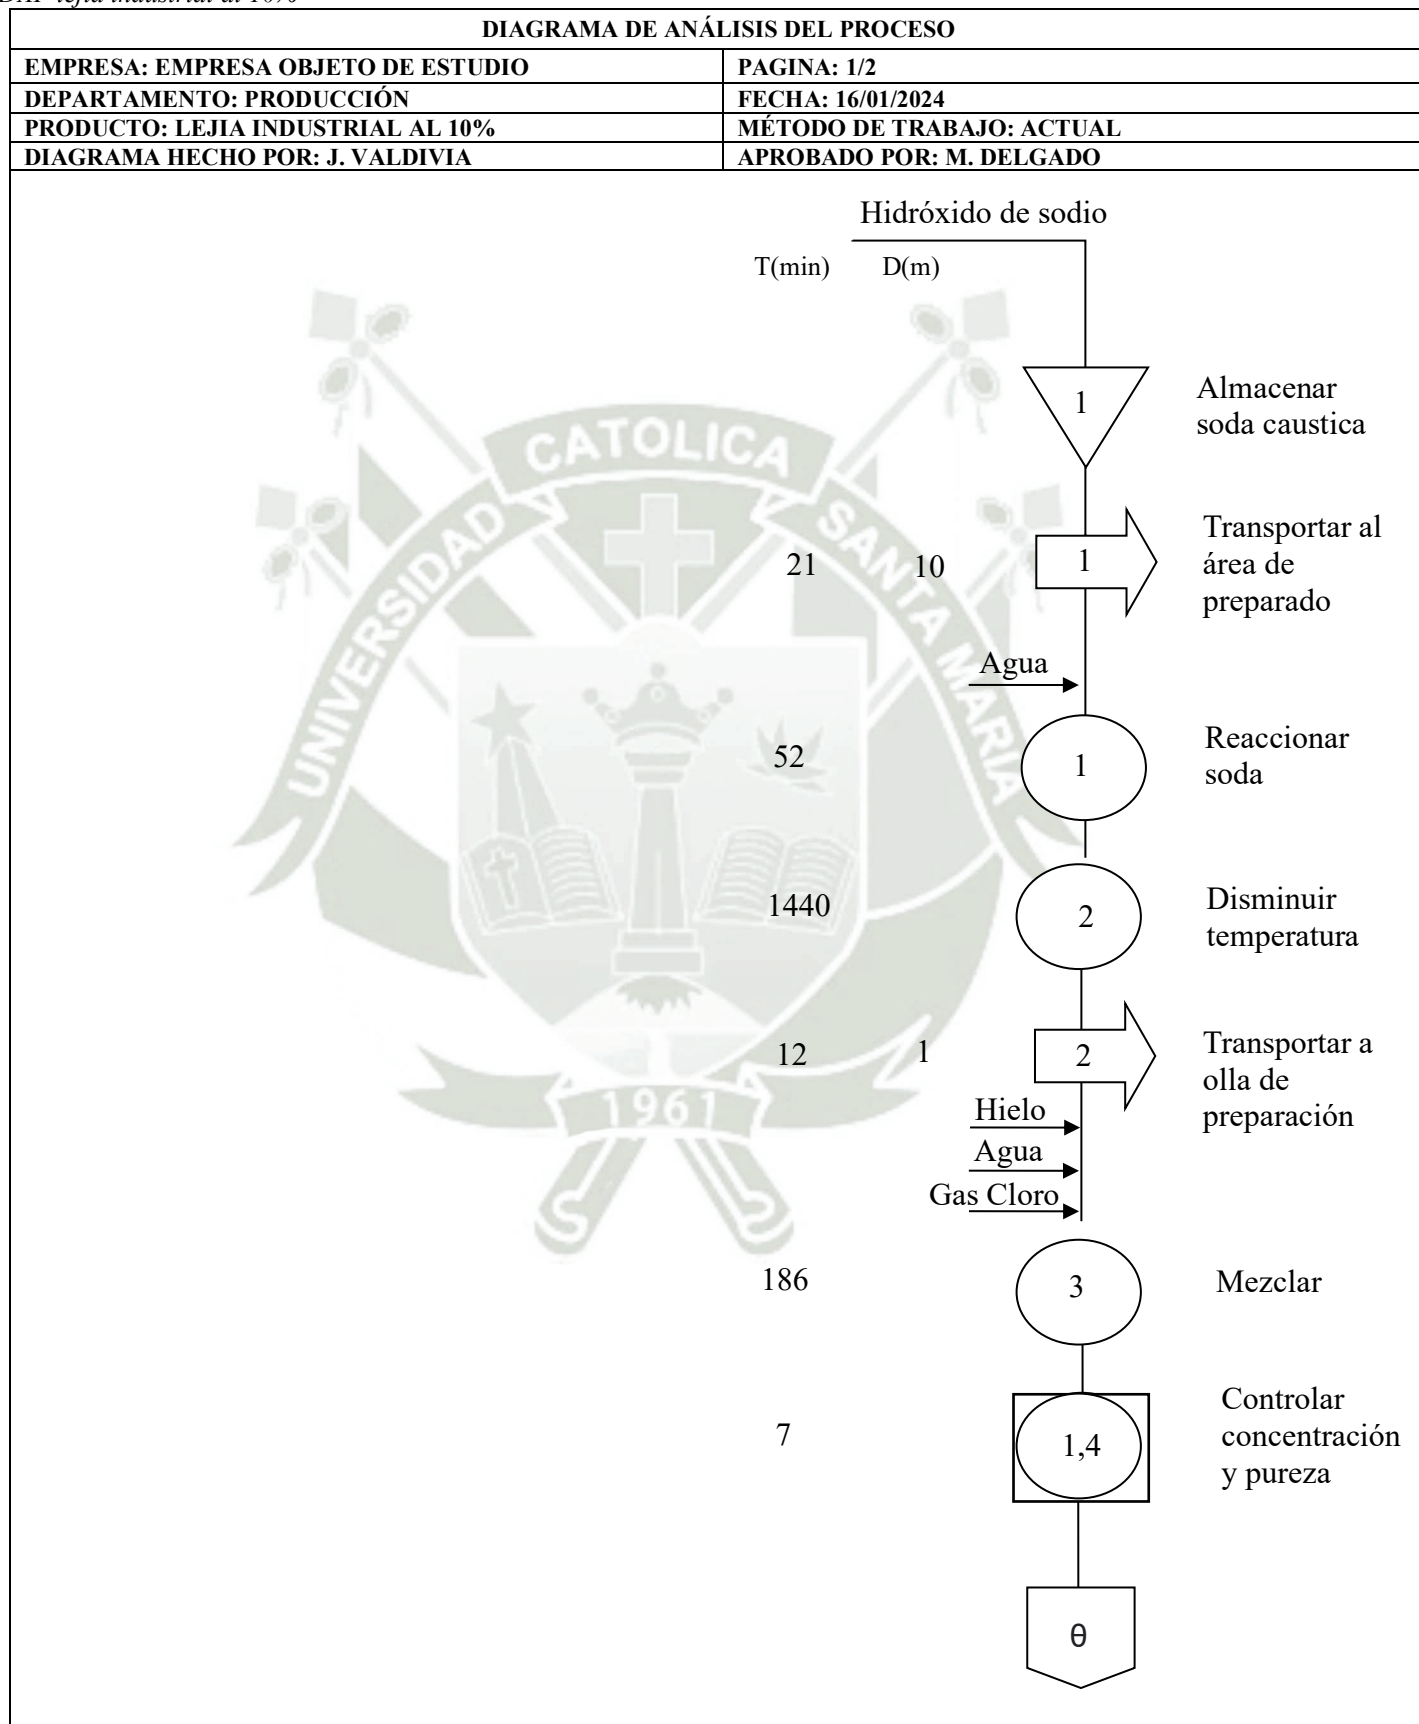 DAP lejía industrial al 10%
DIAGRAMA DE ANÁLISIS DEL PROCESO
EMPRESA: EMPRESA OBJETO DE ESTUDIO PAGINA: 1/2
DEPARTAMENTO: PRODUCCIÓN FECHA: 16/01/2024
PRODUCTO: LEJIA INDUSTRIAL AL 10% MÉTODO DE TRABAJO: ACTUAL
DIAGRAMA HECHO POR: J. VALDIVIA APROBADO POR: M. DELGADO
Hidróxido de sodio
T(min) D(m)
1
Almacenar
soda caustica
21 10 1
Transportar al
área de
preparado
Agua
52 1
Reaccionar
soda
1440 2
Disminuir
temperatura
12 1 2
Transportar a
olla de
preparación
Hielo
Agua
Gas Cloro
186 3 Mezclar
7 1,4
Controlar
concentración
y pureza
θ
UNIVERSIDAD CATOLICA SANTA MARIA
1961